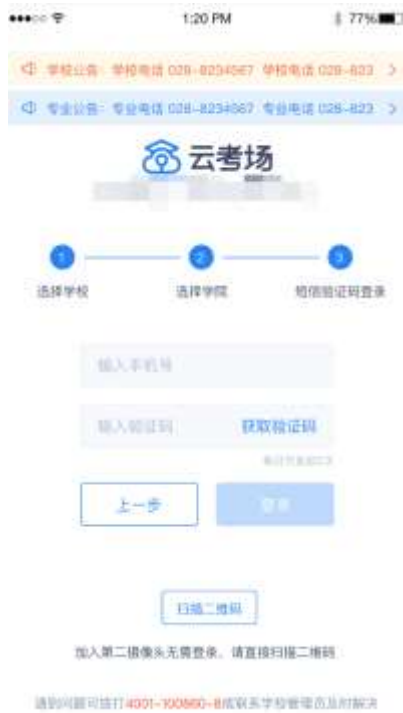 1:20 PM 77%
学校公告: 学校电话 028-8234567 学校电话 028-823
专业公告: 专业电话 028-8234567 专业电话 028-823
云考场
1 2 3
选择学校 选择学院 短信验证码登录
输入手机号
输入验证码 获取验证码
上一步 登录
扫描二维码
加入第二摄像头无需登录，请直接扫描二维码
遇到问题可拨打4001-100860-8或联系学校管理员及时解决